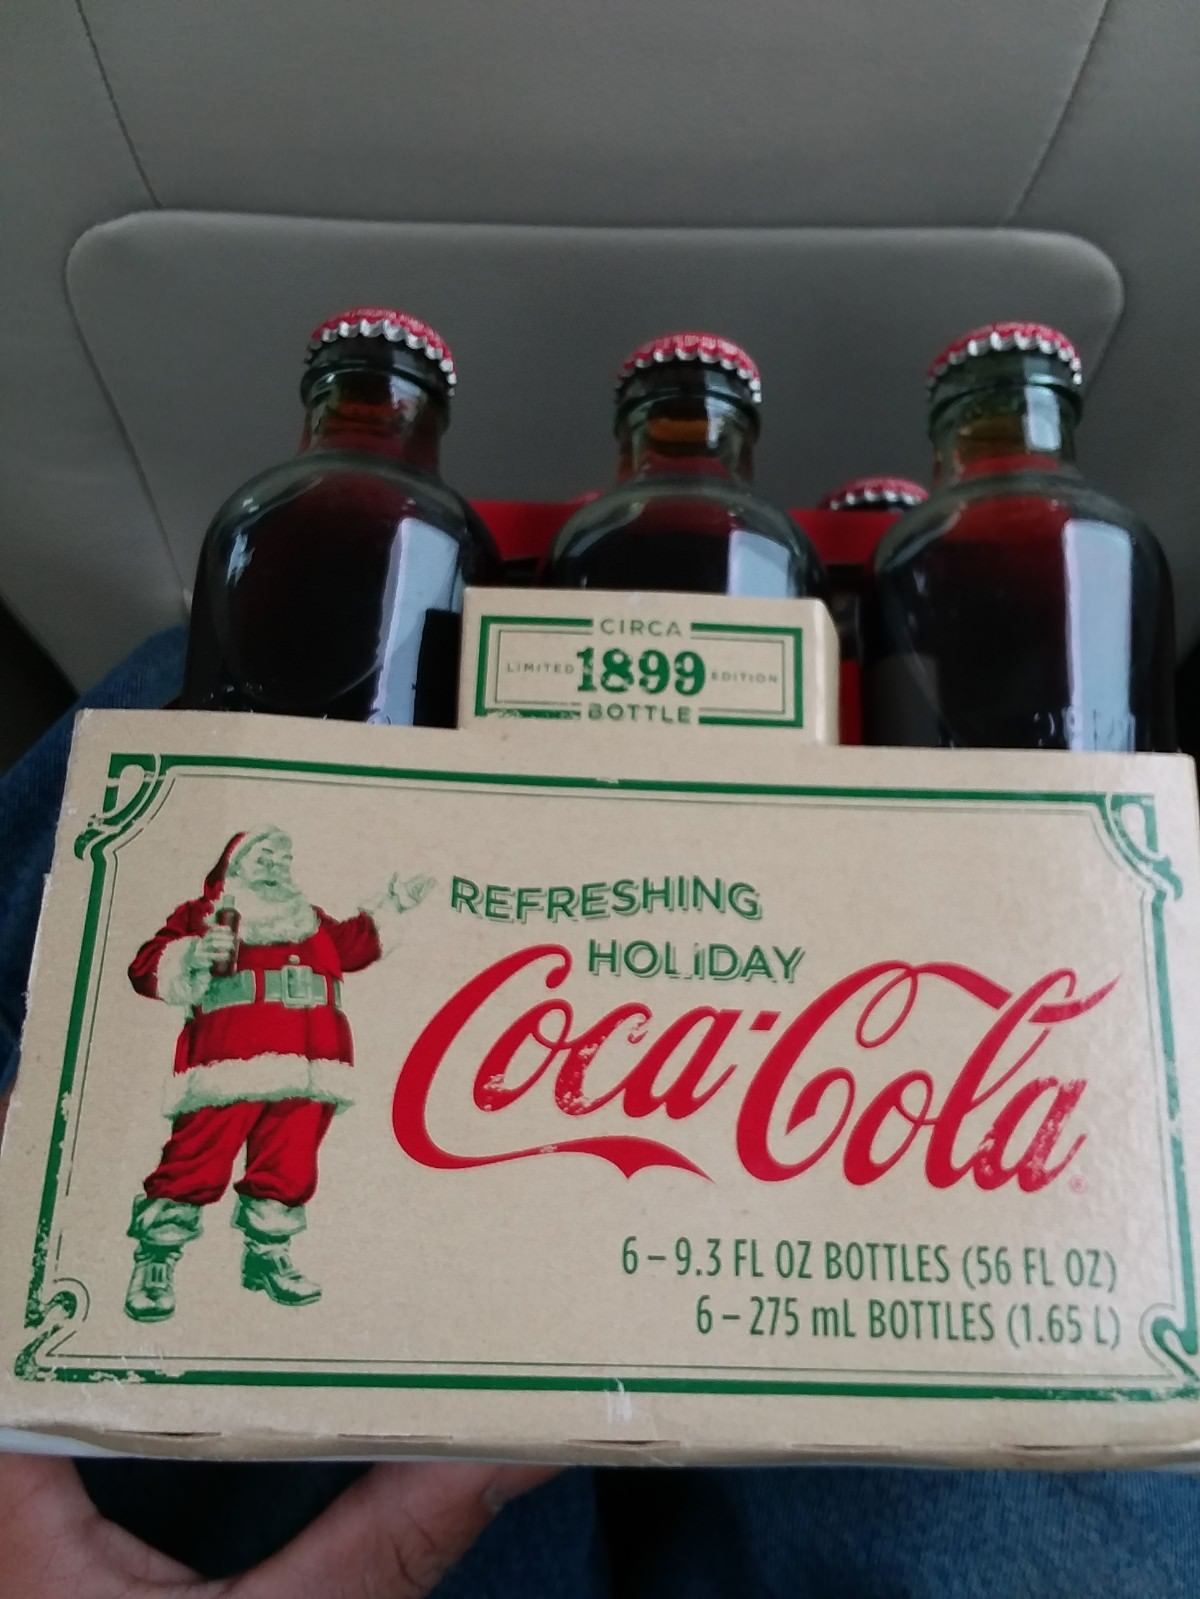 CIRCA
LIMITED 1899 EDITION
BOTTLE
REFRESHING
HOLIDAY
Coca-Cola®
6 – 9.3 FL OZ BOTTLES (56 FL OZ)
6 – 275 mL BOTTLES (1.65 L)